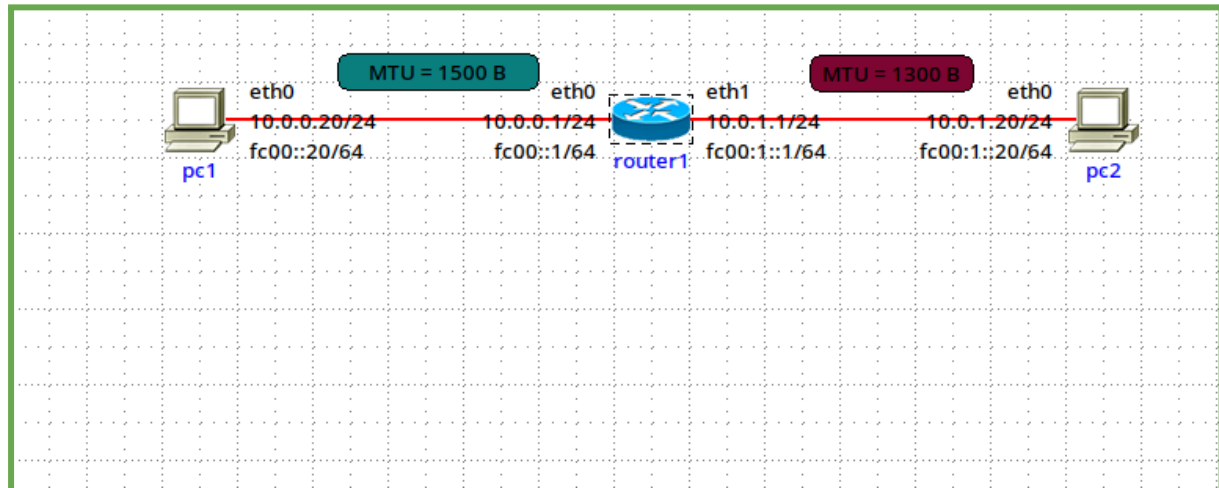 MTU = 1500 B
MTU = 1300 B
eth0
10.0.0.20/24
fc00::20/64
pc1
eth0
10.0.0.1/24
fc00::1/64
router1
eth1
10.0.1.1/24
fc00:1::1/64
eth0
10.0.1.20/24
fc00:1::20/64
pc2